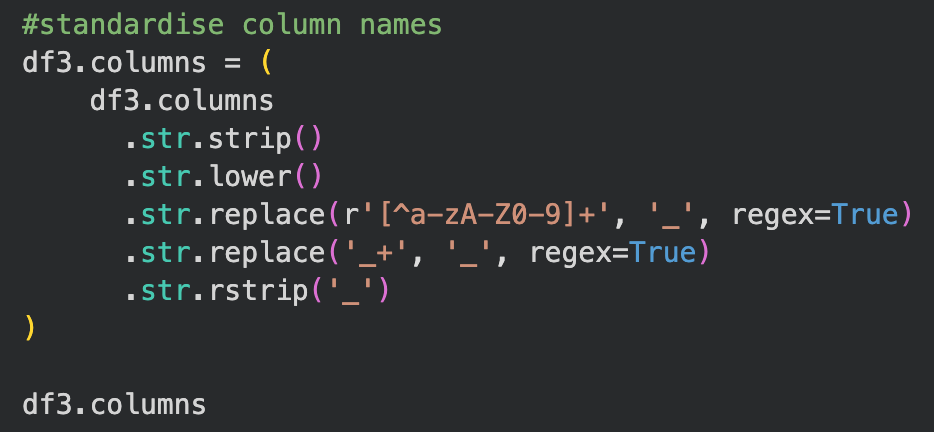 #standardise column names
df3.columns = (
    df3.columns
      .str.strip()
      .str.lower()
      .str.replace(r'[^a-zA-Z0-9]+', '_', regex=True)
      .str.replace('_+', '_', regex=True)
      .str.rstrip('_')
)

df3.columns